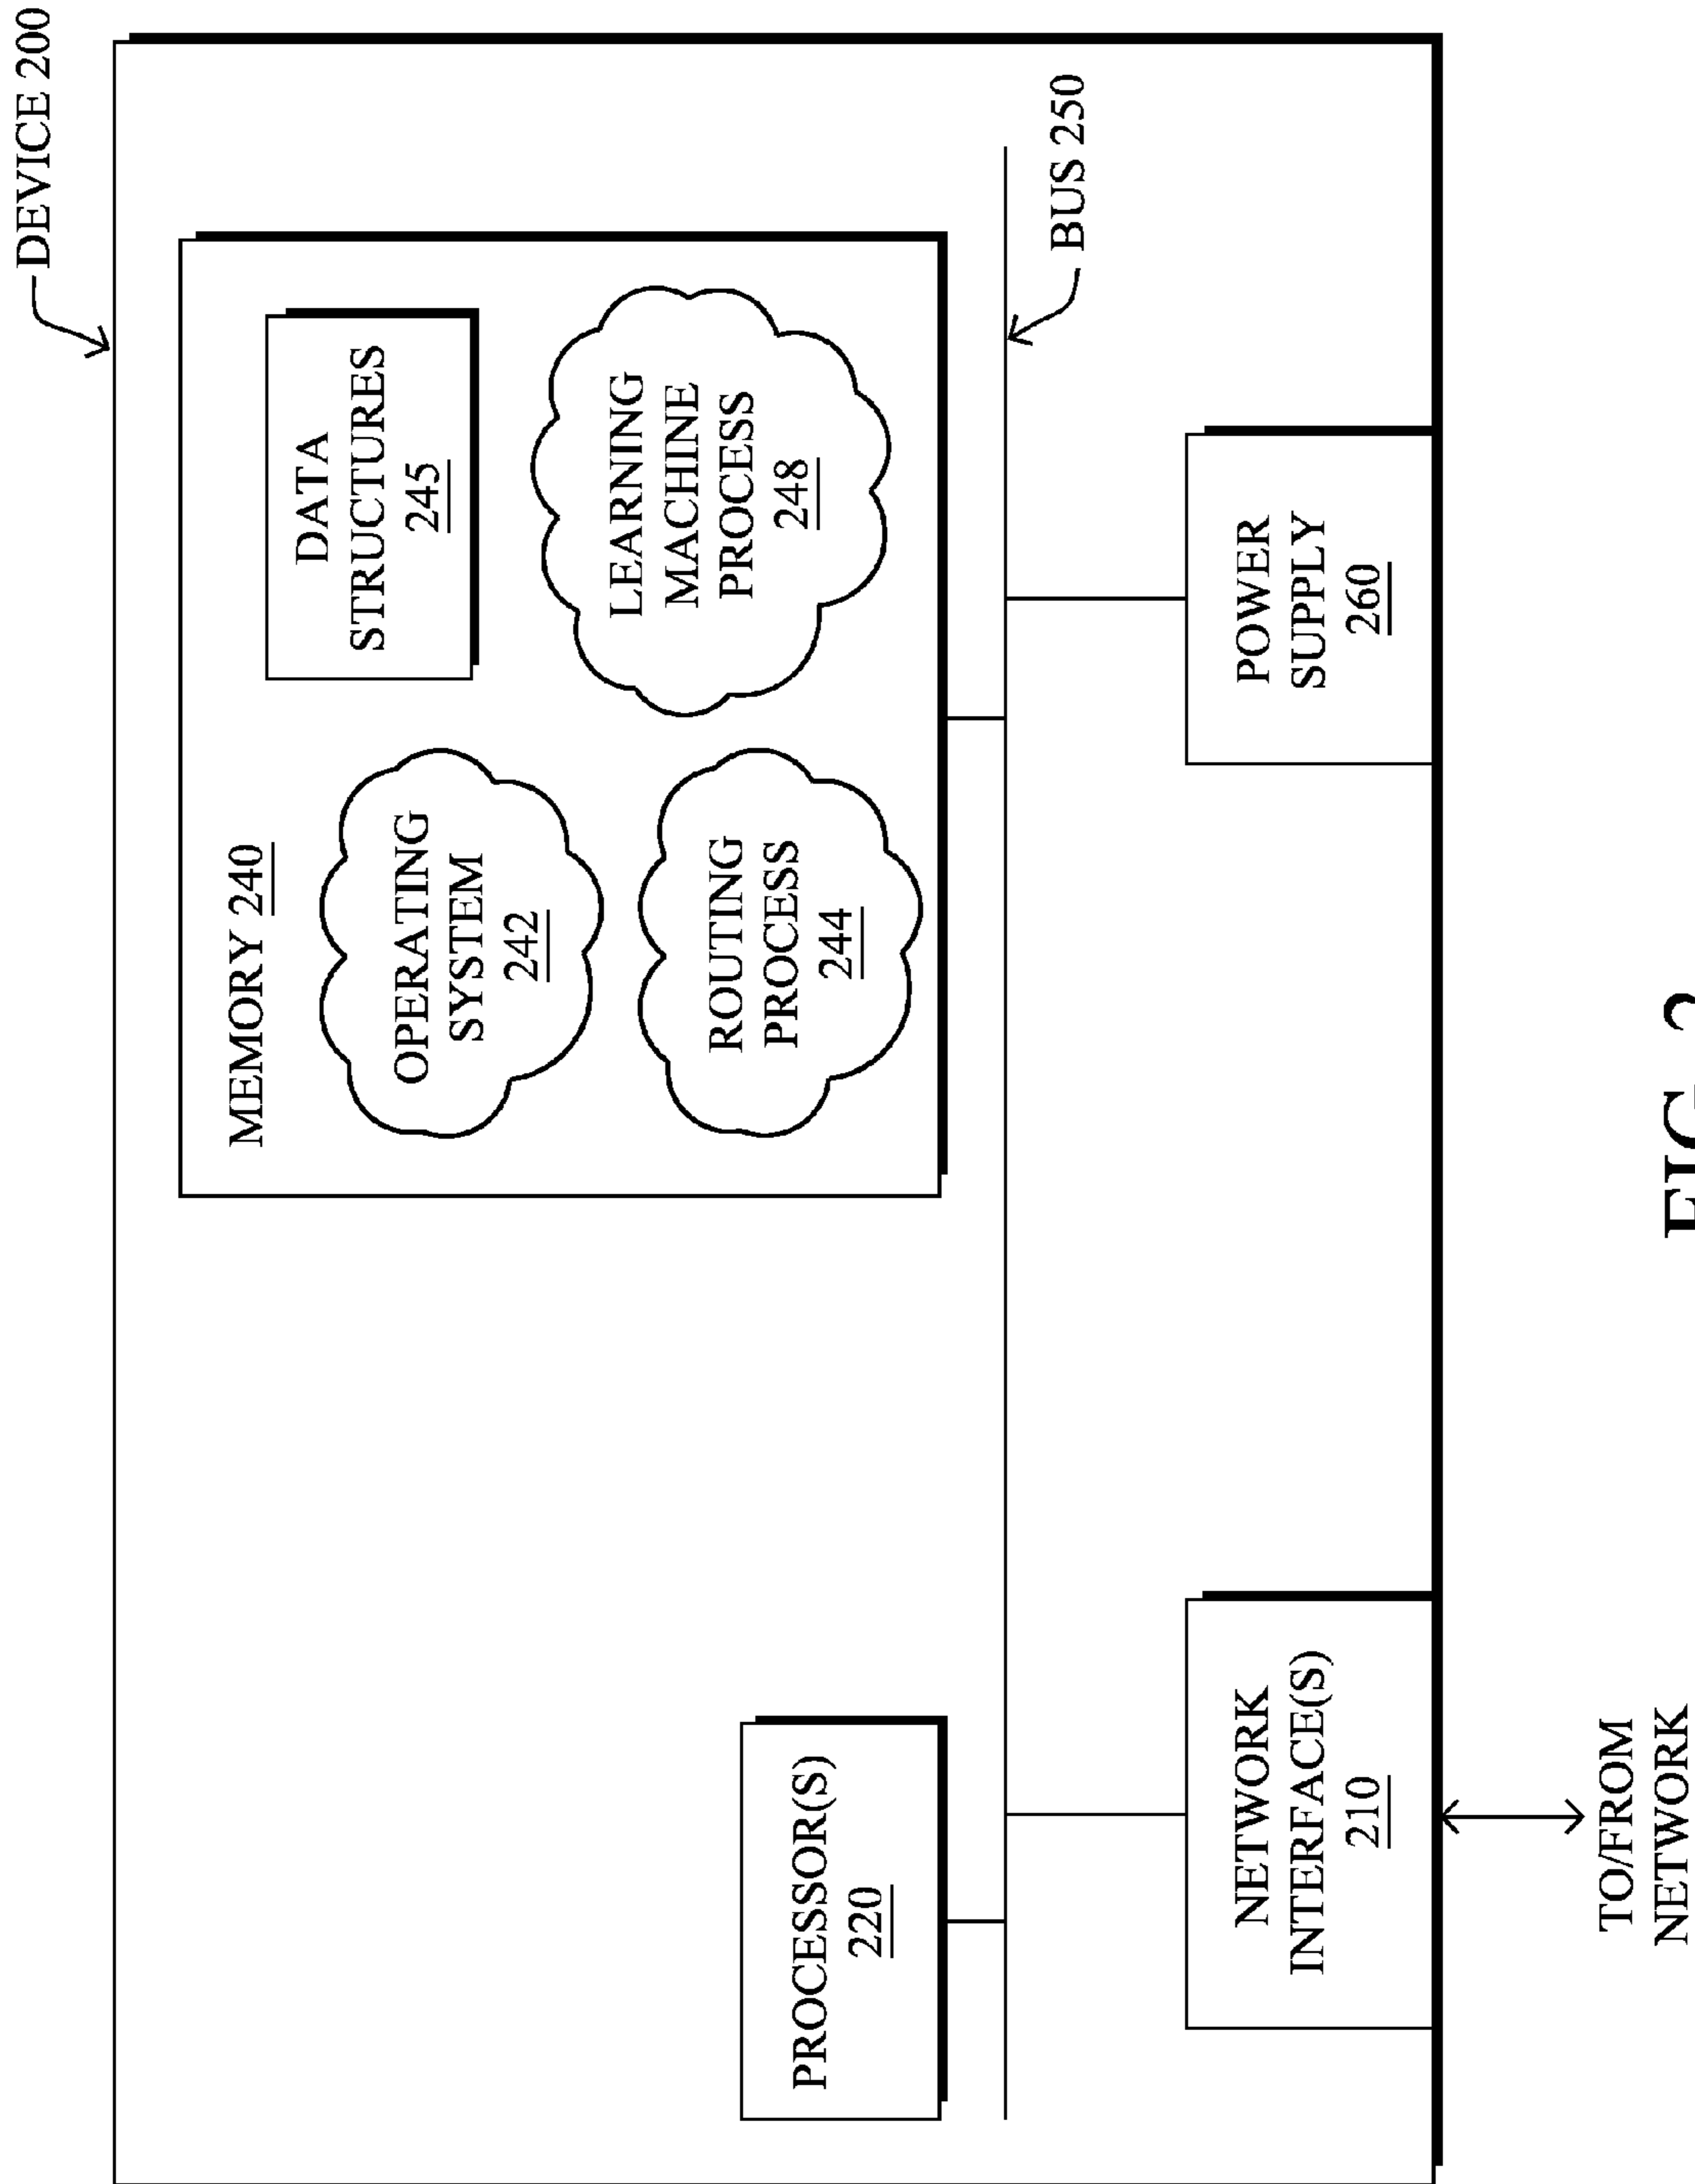 DEVICE 200
MEMORY 240
OPERATING
SYSTEM
242
DATA
STRUCTURES
245
ROUTING
PROCESS
244
LEARNING
MACHINE
PROCESS
248
PROCESSOR(S)
220
BUS 250
NETWORK
INTERFACE(S)
210
POWER
SUPPLY
260
TO/FROM
NETWORK